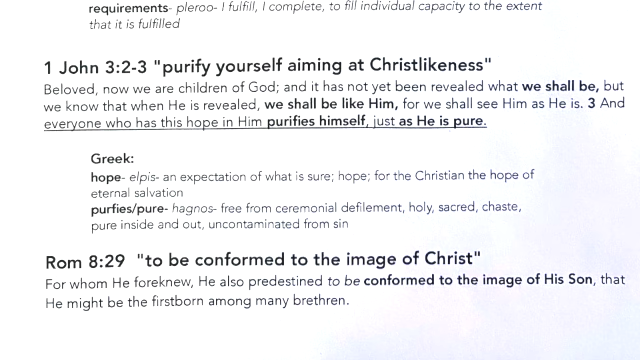 requirements- pleroo- I fulfill, I complete, to fill individual capacity to the extent
that it is fulfilled
1 John 3:2-3 "purify yourself aiming at Christlikeness"
Beloved, now we are children of God; and it has not yet been revealed what we shall be, but
we know that when He is revealed, we shall be like Him, for we shall see Him as He is. 3 And
everyone who has this hope in Him purifies himself, just as He is pure.
Greek:
hope- elpis- an expectation of what is sure; hope; for the Christian the hope of
eternal salvation
purfies/pure- hagnos- free from ceremonial defilement, holy, sacred, chaste,
pure inside and out, uncontaminated from sin
Rom 8:29 "to be conformed to the image of Christ"
For whom He foreknew, He also predestined to be conformed to the image of His Son, that
He might be the firstborn among many brethren.